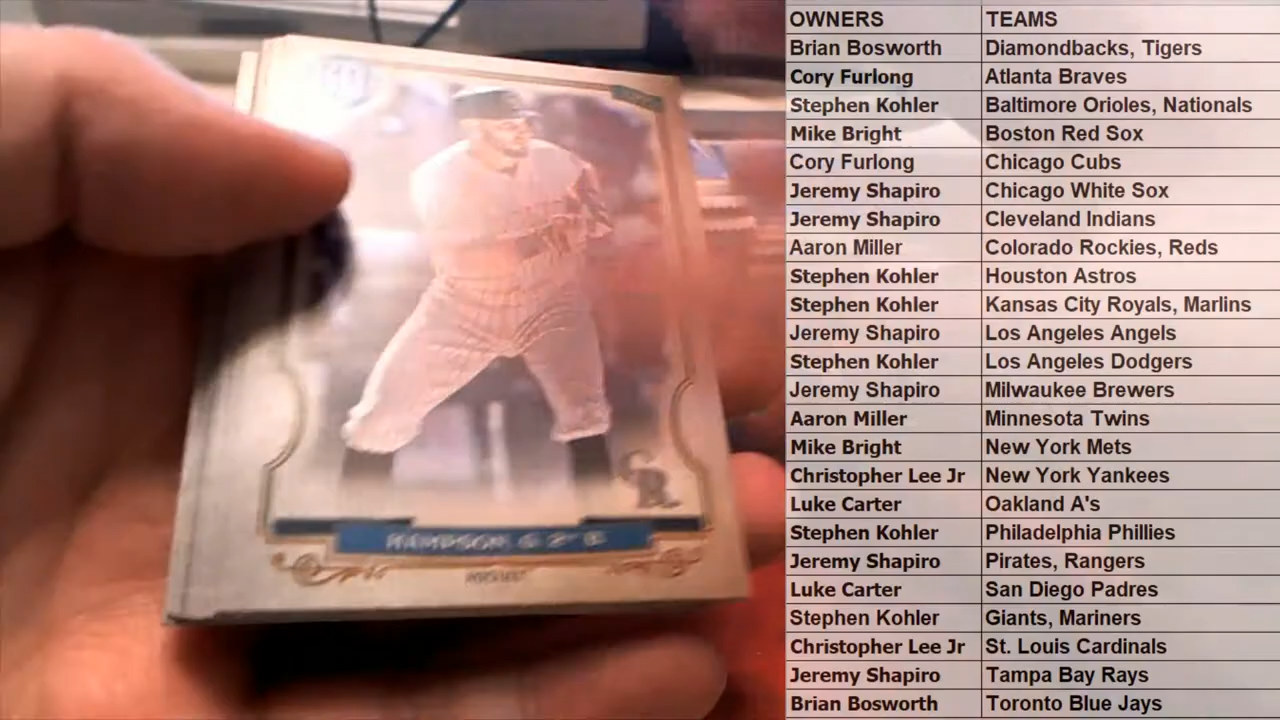 OWNERS TEAMS
Brian Bosworth Diamondbacks, Tigers
Cory Furlong Atlanta Braves
Stephen Kohler Baltimore Orioles, Nationals
Mike Bright Boston Red Sox
Cory Furlong Chicago Cubs
Jeremy Shapiro Chicago White Sox
Jeremy Shapiro Cleveland Indians
Aaron Miller Colorado Rockies, Reds
Stephen Kohler Houston Astros
Stephen Kohler Kansas City Royals, Marlins
Jeremy Shapiro Los Angeles Angels
Stephen Kohler Los Angeles Dodgers
Jeremy Shapiro Milwaukee Brewers
Aaron Miller Minnesota Twins
Mike Bright New York Mets
Christopher Lee Jr New York Yankees
Luke Carter Oakland A's
Stephen Kohler Philadelphia Phillies
Jeremy Shapiro Pirates, Rangers
Luke Carter San Diego Padres
Stephen Kohler Giants, Mariners
Christopher Lee Jr St. Louis Cardinals
Jeremy Shapiro Tampa Bay Rays
Brian Bosworth Toronto Blue Jays
CR
HAMPSON